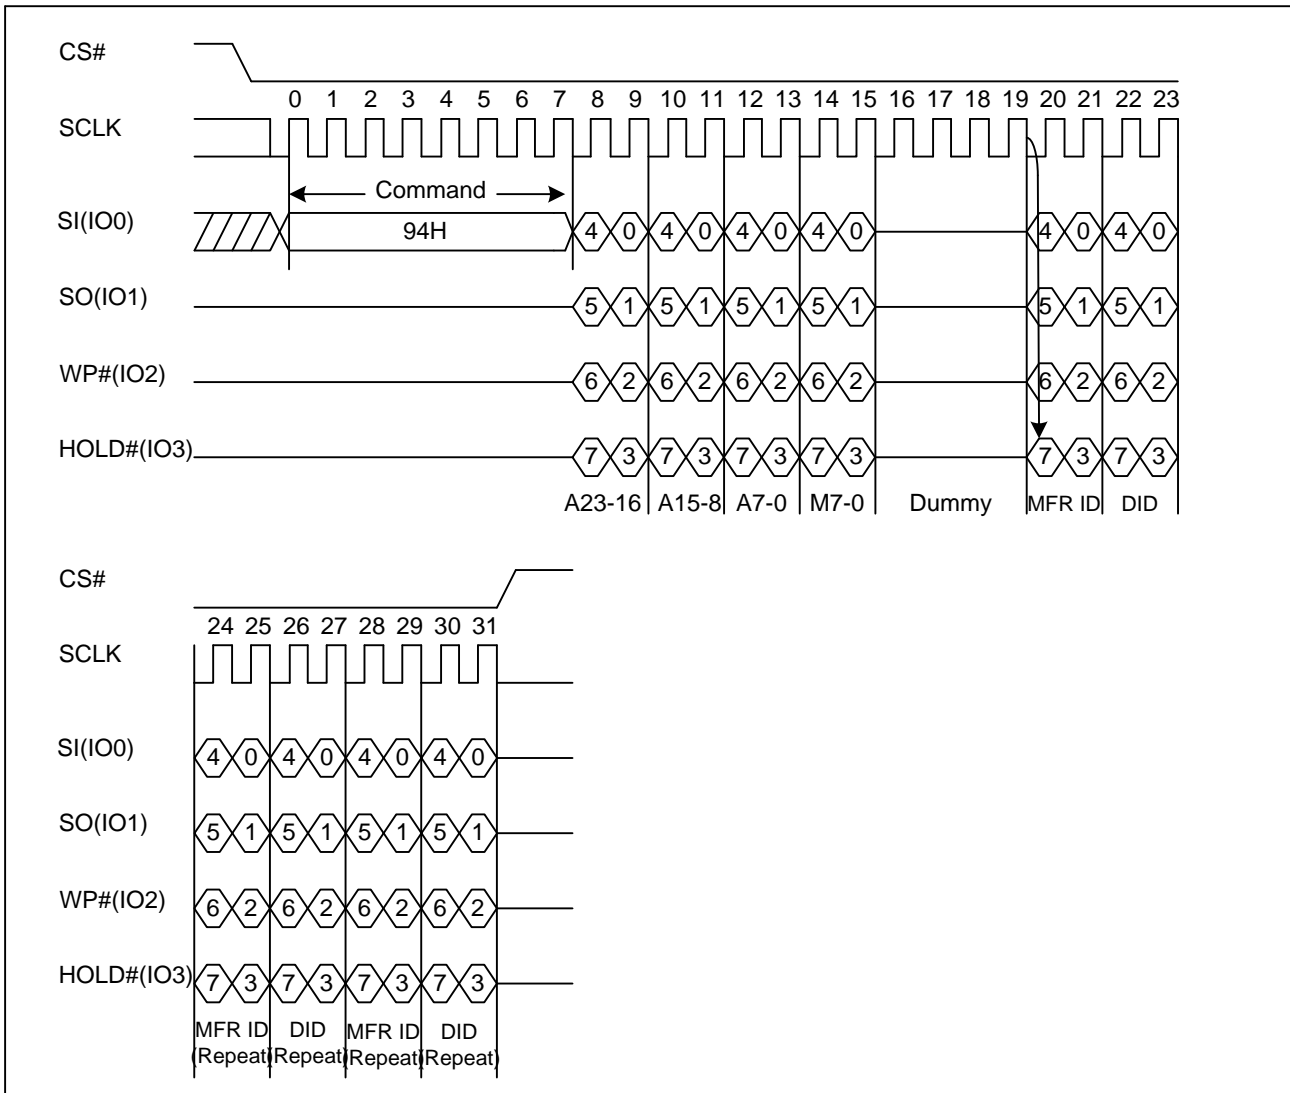 CS#
0 1 2 3 4 5 6 7 8 9 10 11 12 13 14 15 16 17 18 19 20 21 22 23
SCLK
Command
SI(IO0)
94H 4 0 4 0 4 0 4 0 4 0 4 0
SO(IO1) 5 1 5 1 5 1 5 1 5 1 5 1
WP#(IO2) 6 2 6 2 6 2 6 2 6 2 6 2
HOLD#(IO3) 7 3 7 3 7 3 7 3 7 3 7 3
A23-16 A15-8 A7-0 M7-0 Dummy MFR ID DID
CS#
24 25 26 27 28 29 30 31
SCLK
SI(IO0) 4 0 4 0 4 0 4 0
SO(IO1) 5 1 5 1 5 1 5 1
WP#(IO2) 6 2 6 2 6 2 6 2
HOLD#(IO3) 7 3 7 3 7 3 7 3
MFR ID DID MFR ID DID
(Repeat) (Repeat) (Repeat) (Repeat)